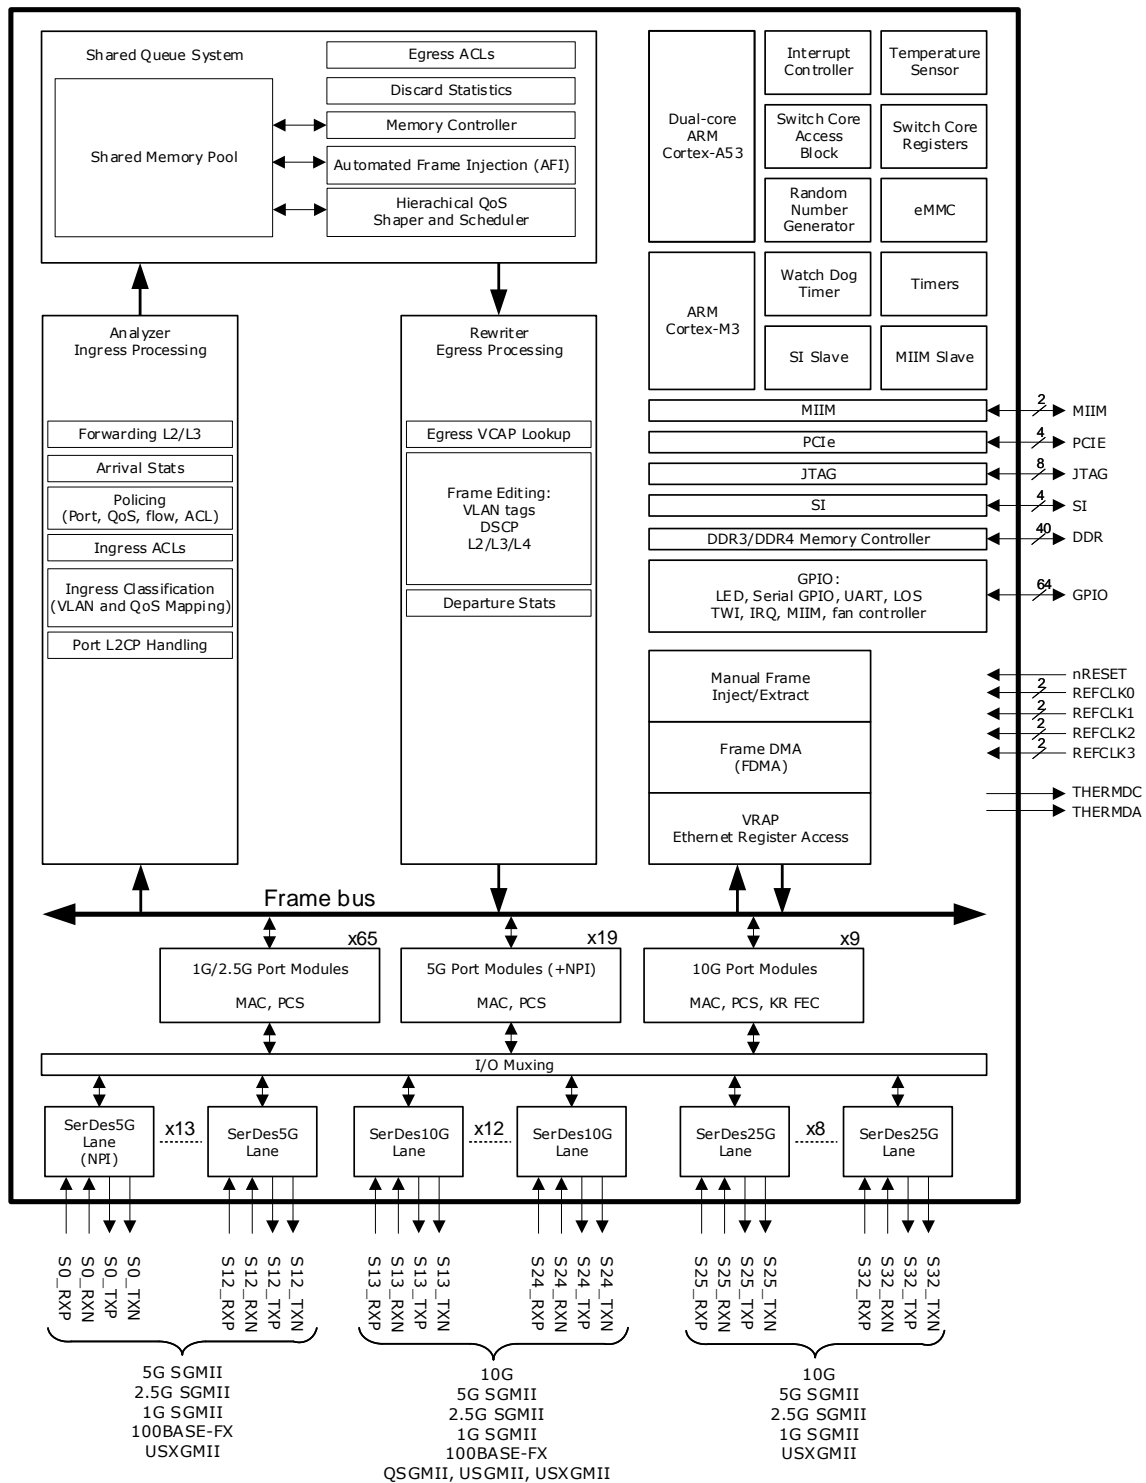 Shared Queue System
Shared Memory Pool
Egress ACLs
Discard Statistics
Memory Controller
Automated Frame Injection (AFI)
Hierachical QoS
Shaper and Scheduler
Dual-core
ARM
Cortex-A53
Interrupt
Controller
Temperature
Sensor
Switch Core
Access
Block
Switch Core
Registers
Random
Number
Generator
eMMC
ARM
Cortex-M3
Watch Dog
Timer
Timers
SI Slave
MIIM Slave
Analyzer
Ingress Processing
Forwarding L2/L3
Arrival Stats
Policing
(Port, QoS, flow, ACL)
Ingress ACLs
Ingress Classification
(VLAN and QoS Mapping)
Port L2CP Handling
Rewriter
Egress Processing
Egress VCAP Lookup
Frame Editing:
VLAN tags
DSCP
L2/L3/L4
Departure Stats
MIIM
2
MIIM
PCIe
4
PCIE
JTAG
8
JTAG
SI
4
SI
DDR3/DDR4 Memory Controller
40
DDR
GPIO:
LED, Serial GPIO, UART, LOS
TWI, IRQ, MIIM, fan controller
64
GPIO
Manual Frame
Inject/Extract
Frame DMA
(FDMA)
VRAP
Ethernet Register Access
nRESET
2
REFCLK0
2
REFCLK1
2
REFCLK2
2
REFCLK3
THERMDC
THERMDA
Frame bus
x65
1G/2.5G Port Modules
MAC, PCS
x19
5G Port Modules (+NPI)
MAC, PCS
x9
10G Port Modules
MAC, PCS, KR FEC
I/O Muxing
SerDes5G
Lane
(NPI)
x13
SerDes5G
Lane
SerDes10G
Lane
x12
SerDes10G
Lane
SerDes25G
Lane
x8
SerDes25G
Lane
S0_RXP
S0_RXN
S0_TXP
S0_TXN
S12_RXP
S12_RXN
S12_TXP
S12_TXN
S13_RXP
S13_RXN
S13_TXP
S13_TXN
S24_RXP
S24_RXN
S24_TXP
S24_TXN
S25_RXP
S25_RXN
S25_TXP
S25_TXN
S32_RXP
S32_RXN
S32_TXP
S32_TXN
5G SGMII
2.5G SGMII
1G SGMII
100BASE-FX
USXGMII
10G
5G SGMII
2.5G SGMII
1G SGMII
100BASE-FX
QSGMII, USGMII, USXGMII
10G
5G SGMII
2.5G SGMII
1G SGMII
USXGMII